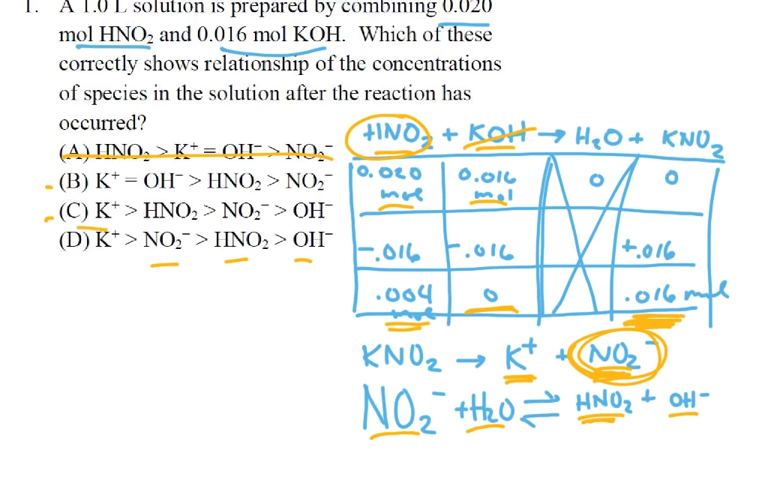 1. A 1.0 L solution is prepared by combining 0.020
mol HNO₂ and 0.016 mol KOH. Which of these
correctly shows relationship of the concentrations
of species in the solution after the reaction has
occurred?
(A) HNO₂ > K⁺ = OH⁻ > NO₂⁻
(B) K⁺ = OH⁻ > HNO₂ > NO₂⁻
(C) K⁺ > HNO₂ > NO₂⁻ > OH⁻
(D) K⁺ > NO₂⁻ > HNO₂ > OH⁻
HNO₂ + KOH → H₂O + KNO₂
0.020 mol 0.016 mol 0 0
-.016 -.016 +.016
.004 mol 0 .016 mol
KNO₂ → K⁺ + NO₂⁻
NO₂⁻ + H₂O ⇌ HNO₂ + OH⁻